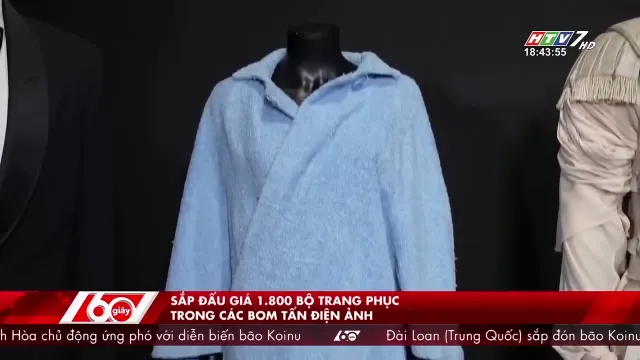 HTV7 HD
18:43:55
60 giây
SẮP ĐẤU GIÁ 1.800 BỘ TRANG PHỤC
TRONG CÁC BOM TẤN ĐIỆN ẢNH
h Hòa chủ động ứng phó với diễn biến bão Koinu 60 Đài Loan (Trung Quốc) sắp đón bão Koinu